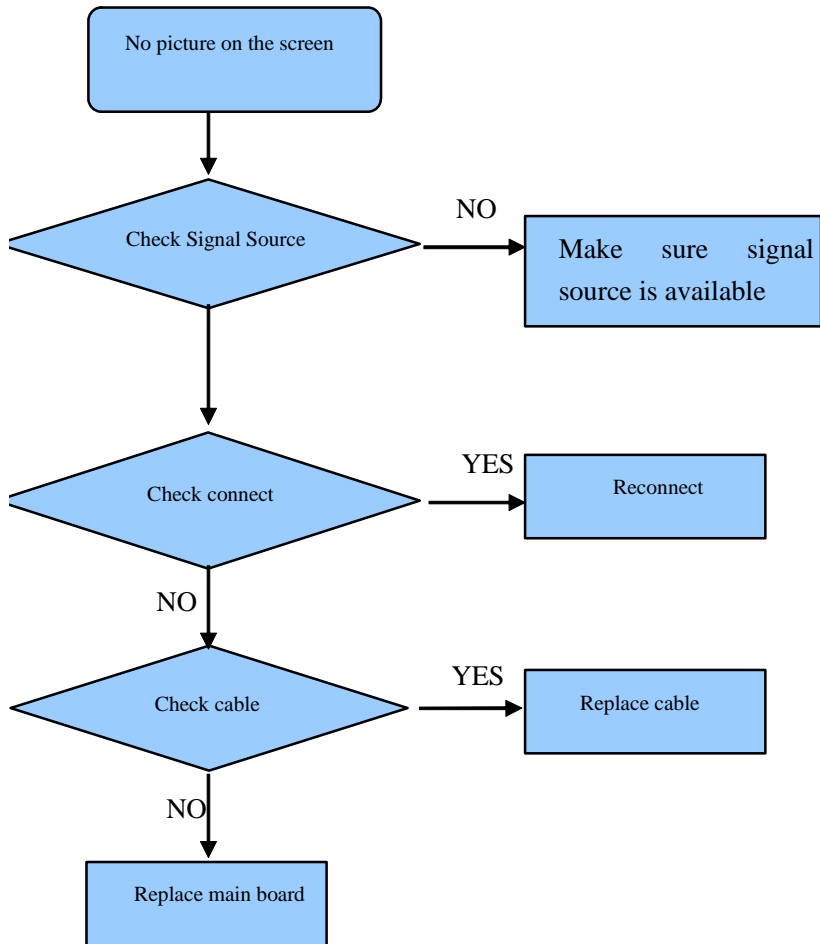 No picture on the screen
NO
Check Signal Source
Make sure signal
source is available
YES
Check connect
Reconnect
NO
YES
Check cable
Replace cable
NO
Replace main board